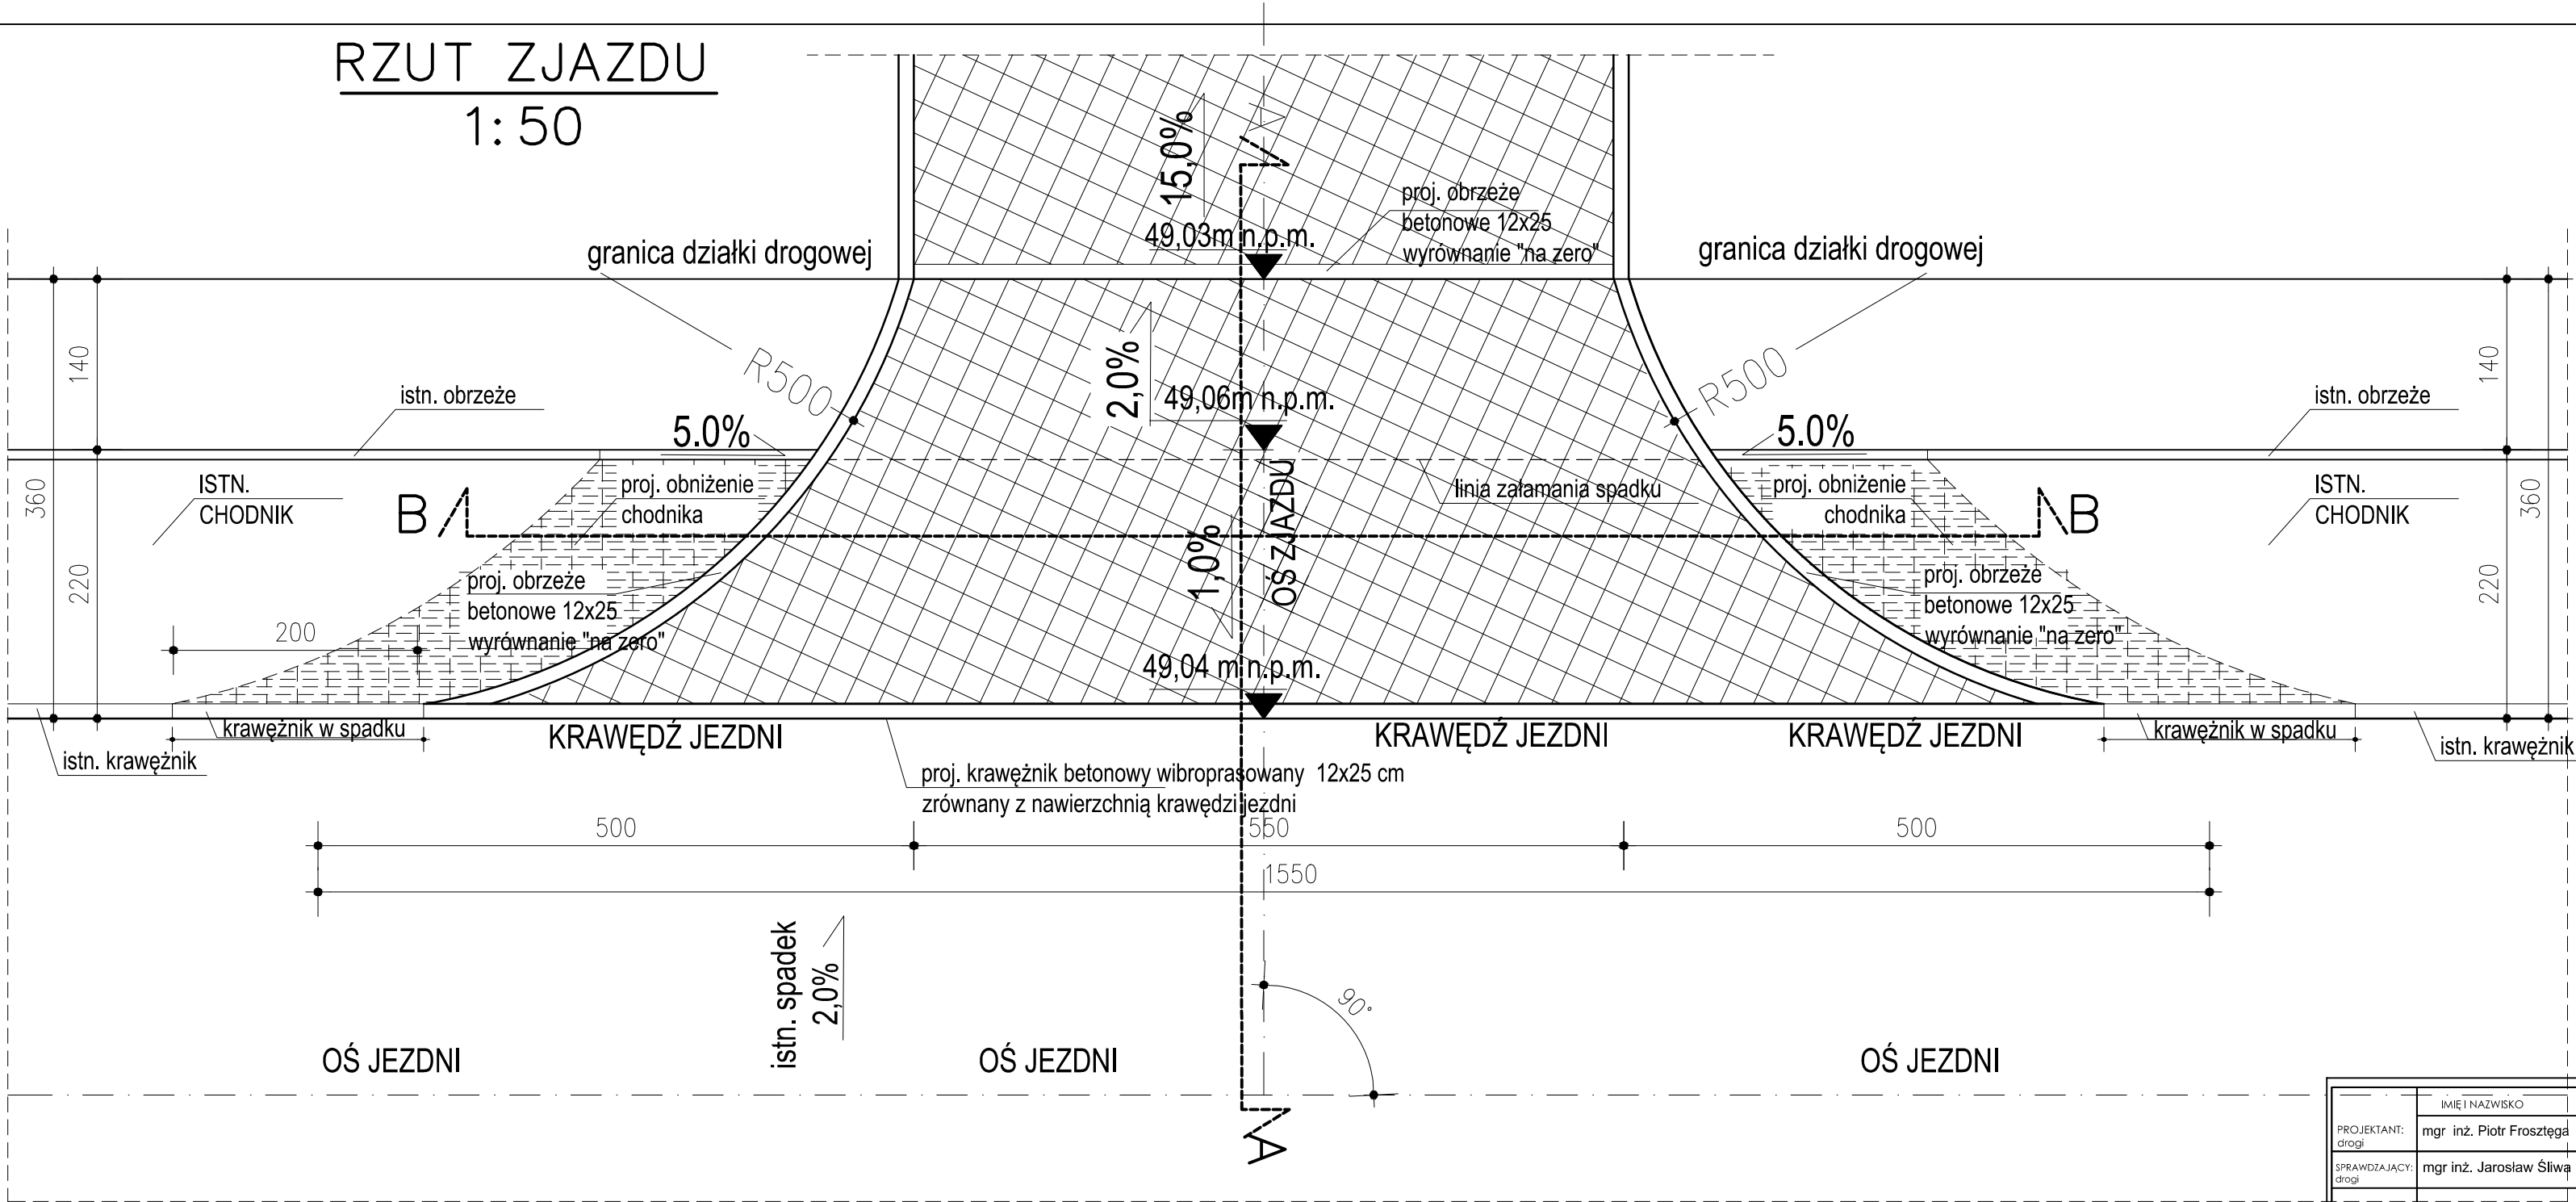 RZUT ZJAZDU
1:50
15,0%
A
proj. obrzeże
betonowe 12x25
wyrównanie "na zero"
49,03m n.p.m.
granica działki drogowej
granica działki drogowej
140
R500
2,0%
R500
140
istn. obrzeże
49,06m n.p.m.
istn. obrzeże
5.0%
5.0%
360
ISTN.
CHODNIK
B
proj. obniżenie
chodnika
linia załamania spadku
OŚ ZJAZDU
proj. obniżenie
chodnika
B
ISTN.
CHODNIK
360
220
proj. obrzeże
betonowe 12x25
wyrównanie "na zero"
1,0%
proj. obrzeże
betonowe 12x25
wyrównanie "na zero"
220
200
49,04 m n.p.m.
krawężnik w spadku
KRAWĘDŹ JEZDNI
KRAWĘDŹ JEZDNI
KRAWĘDŹ JEZDNI
krawężnik w spadku
istn. krawężnik
istn. krawężnik
proj. krawężnik betonowy wibroprasowany 12x25 cm
zrównany z nawierzchnią krawędzi jezdni
500
550
500
1550
istn. spadek
2,0%
90°
OŚ JEZDNI
OŚ JEZDNI
OŚ JEZDNI
A
IMIĘ I NAZWISKO
PROJEKTANT:
drogi
mgr inż. Piotr Frosztęga
SPRAWDZAJĄCY:
drogi
mgr inż. Jarosław Śliwa